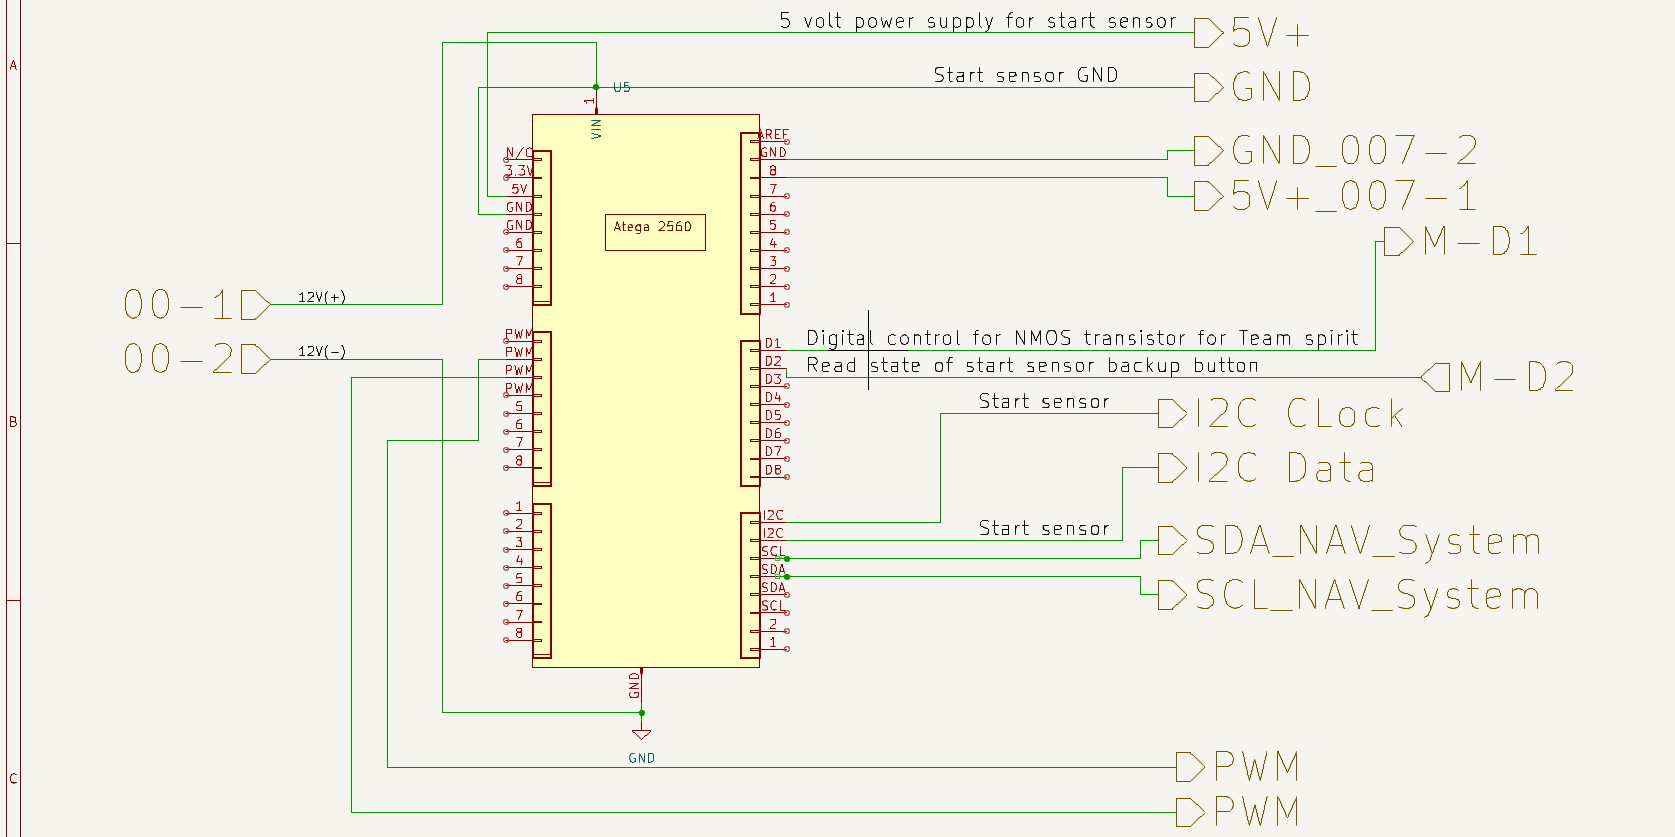 5 volt power supply for start sensor
5V+
A
Start sensor GND
GND
U5
1
VIN
AREF
GND
8
7
6
5
4
3
2
1
GND_007-2
5V+_007-1
M-D1
N/C
3.3V
5V
GND
GND
6
7
8
Atega 2560
00-1
12V(+)
00-2
12V(-)
PWM
PWM
PWM
PWM
5
6
7
8
B
D1
D2
D3
D4
D5
D6
D7
D8
Digital control for NMOS transistor for Team spirit
Read state of start sensor backup button
M-D2
Start sensor
I2C CLock
I2C Data
1
2
3
4
5
6
7
8
I2C
I2C
SCL
SDA
SDA
SCL
2
1
Start sensor
SDA_NAV_System
SCL_NAV_System
GND
GND
C
PWM
PWM